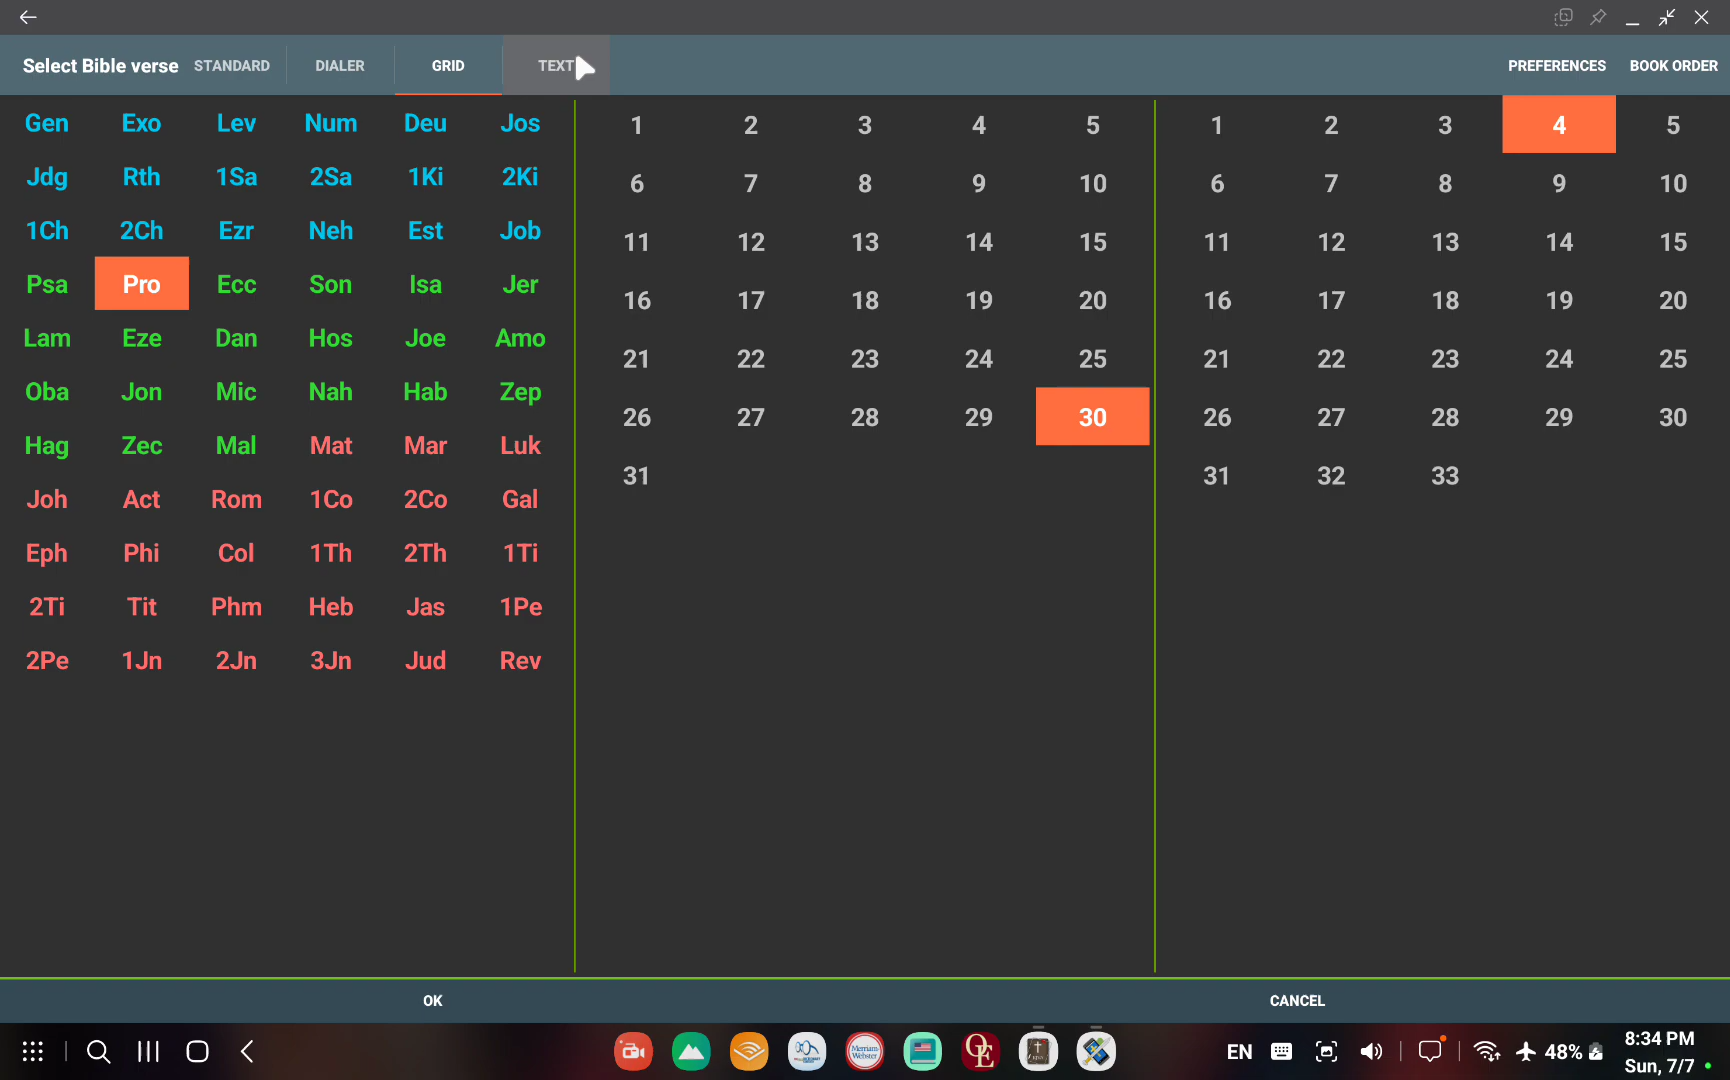 Select Bible verse STANDARD DIALER GRID TEXT PREFERENCES BOOK ORDER
Gen Exo Lev Num Deu Jos 1 2 3 4 5 1 2 3 4 5
Jdg Rth 1Sa 2Sa 1Ki 2Ki 6 7 8 9 10 6 7 8 9 10
1Ch 2Ch Ezr Neh Est Job 11 12 13 14 15 11 12 13 14 15
Psa Pro Ecc Son Isa Jer 16 17 18 19 20 16 17 18 19 20
Lam Eze Dan Hos Joe Amo 21 22 23 24 25 21 22 23 24 25
Oba Jon Mic Nah Hab Zep 26 27 28 29 30 26 27 28 29 30
Hag Zec Mal Mat Mar Luk 31 31 32 33
Joh Act Rom 1Co 2Co Gal
Eph Phi Col 1Th 2Th 1Ti
2Ti Tit Phm Heb Jas 1Pe
2Pe 1Jn 2Jn 3Jn Jud Rev
OK CANCEL
Merriam-Webster OE EN 48% 8:34 PM
Sun, 7/7